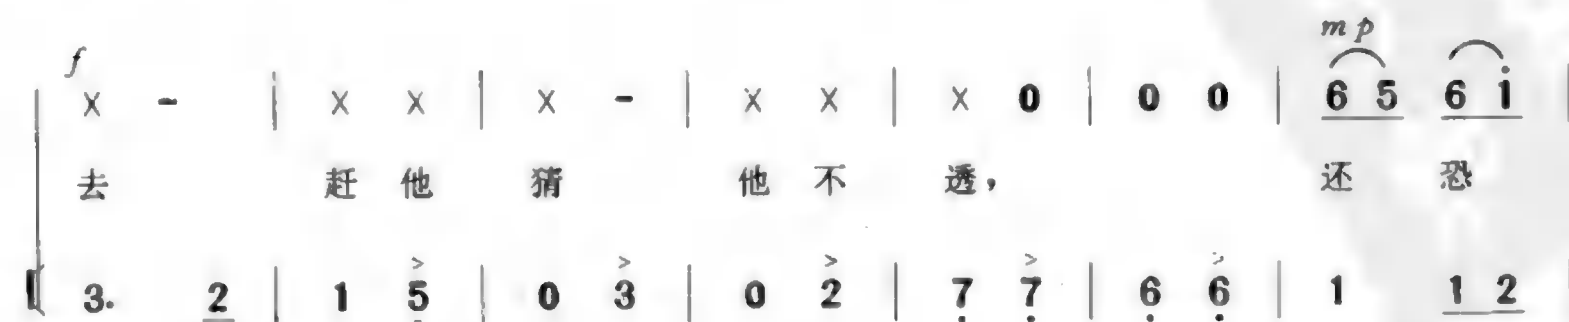 f mp
X - | X X | X - | X X | X 0 | 0 0 | 6 5 6 i |
去 赶 他 猜 他 不 透， 还 恐
> > > > >
3. 2 | 1 5 | 0 3 | 0 2 | 7 7 | 6 6 | 1 1 2